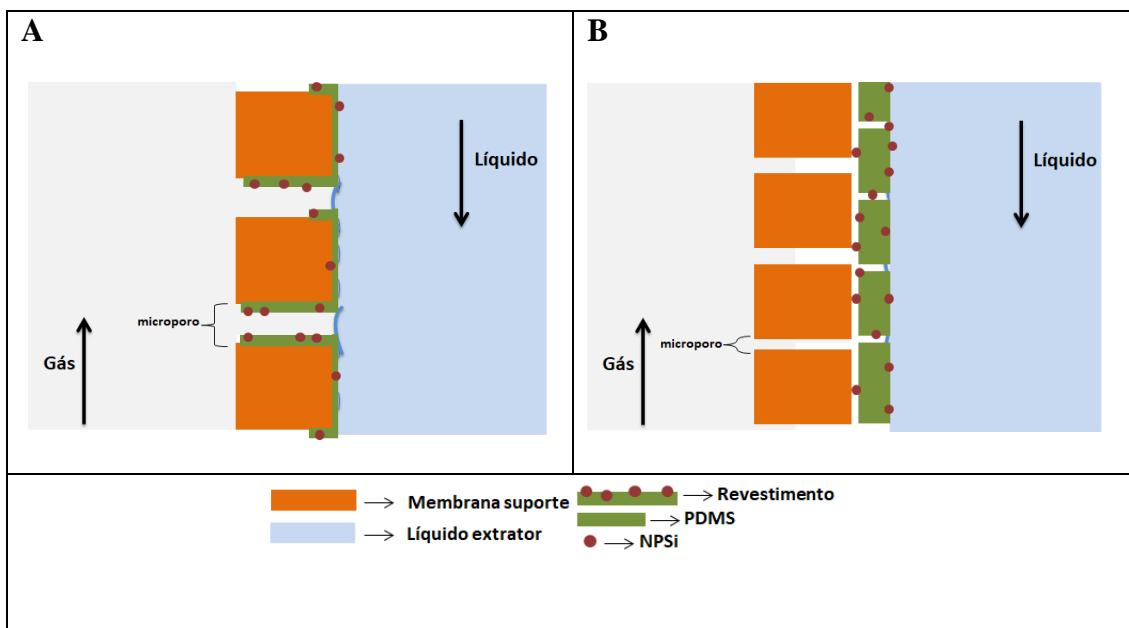 A
Líquido
microporo
Gás
B
Líquido
microporo
Gás
Membrana suporte
Líquido extrator
Revestimento
PDMS
NPSi